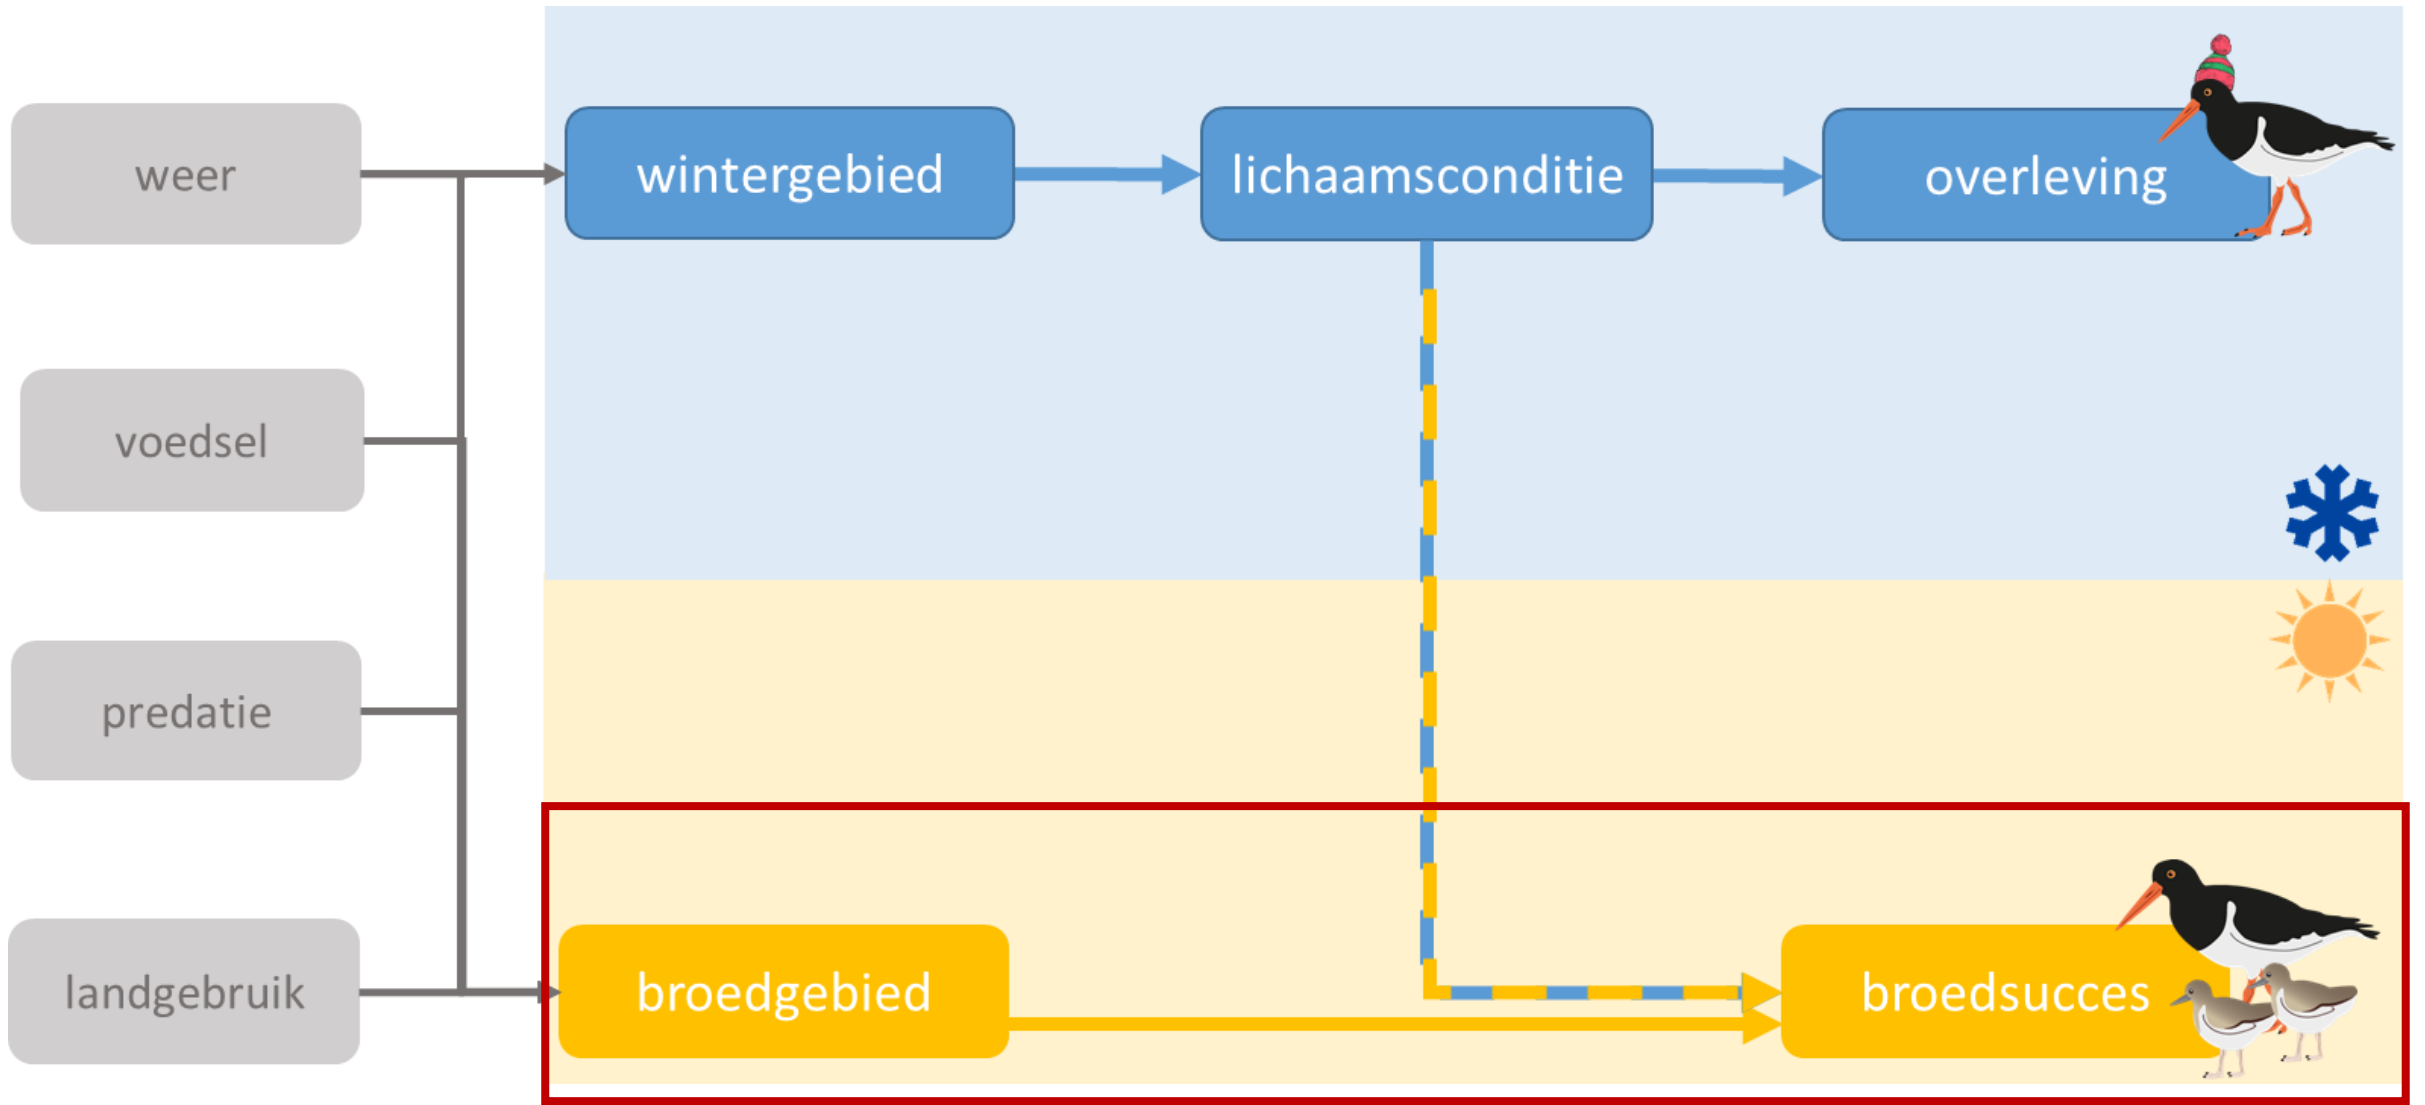 weer
wintergebied
lichaamsconditie
overleving
voedsel
predatie
landgebruik
broedgebied
broedsucces